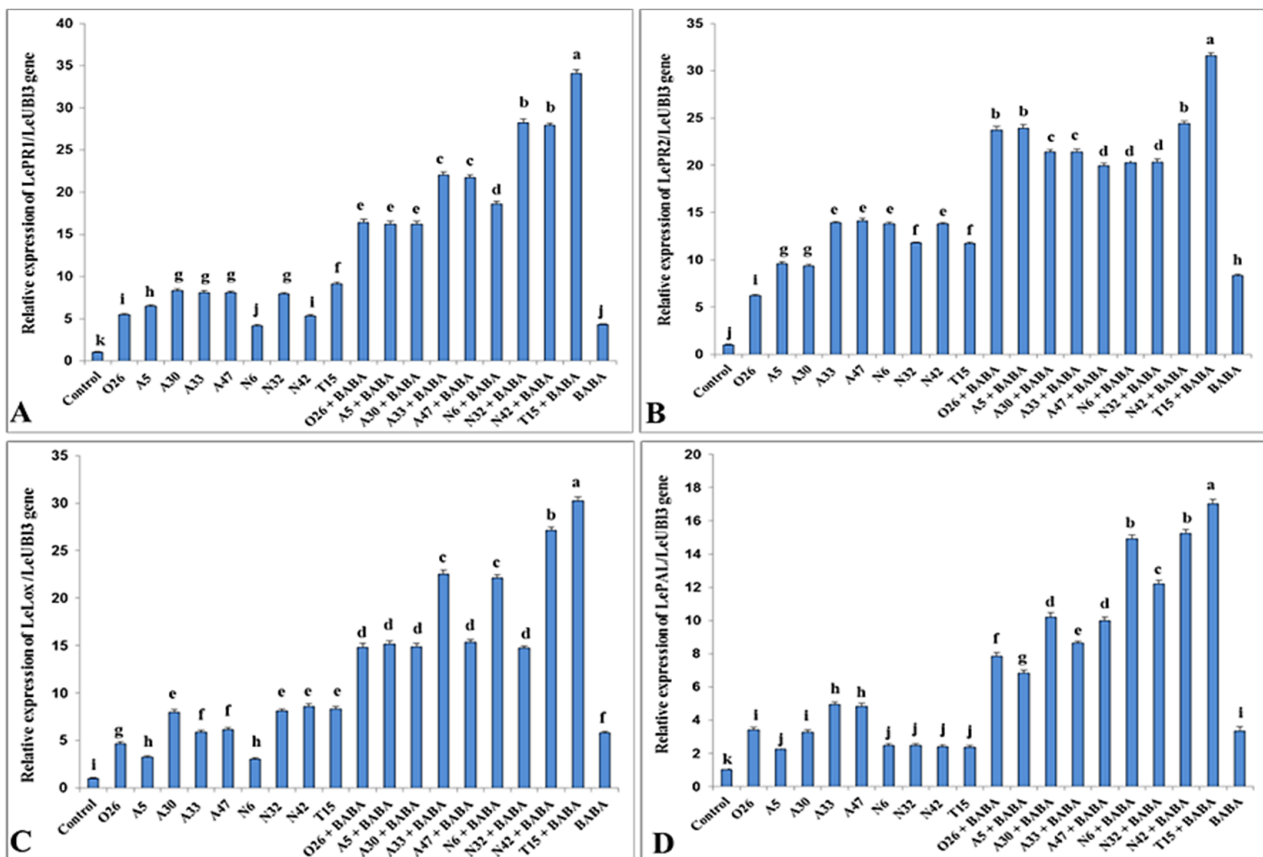 Relative expression of LePR1/LeUBI3 gene
40
35
30
25
20
15
10
5
0
k i h g g g j g i f e e e c c d b b a j
Control O26 A5 A30 A33 A47 N6 N32 N42 T15 O26 + BABA A5 + BABA A30 + BABA A33 + BABA A47 + BABA N6 + BABA N32 + BABA N42 + BABA T15 + BABA BABA
A
Relative expression of LePR2/LeUBI3 gene
35
30
25
20
15
10
5
0
j i g g e e e f e f b b c c d d d b a h
Control O26 A5 A30 A33 A47 N6 N32 N42 T15 O26 + BABA A5 + BABA A30 + BABA A33 + BABA A47 + BABA N6 + BABA N32 + BABA N42 + BABA T15 + BABA BABA
B
Relative expression of LeLox /LeUBI3 gene
35
30
25
20
15
10
5
0
i g h e f f h e e e d d d c d c d b a f
Control O26 A5 A30 A33 A47 N6 N32 N42 T15 O26 + BABA A5 + BABA A30 + BABA A33 + BABA A47 + BABA N6 + BABA N32 + BABA N42 + BABA T15 + BABA BABA
C
Relative expression of LePAL/LeUBI3 gene
20
18
16
14
12
10
8
6
4
2
0
k i j i h h j j j j f g d e d b c b a i
Control O26 A5 A30 A33 A47 N6 N32 N42 T15 O26 + BABA A5 + BABA A30 + BABA A33 + BABA A47 + BABA N6 + BABA N32 + BABA N42 + BABA T15 + BABA BABA
D